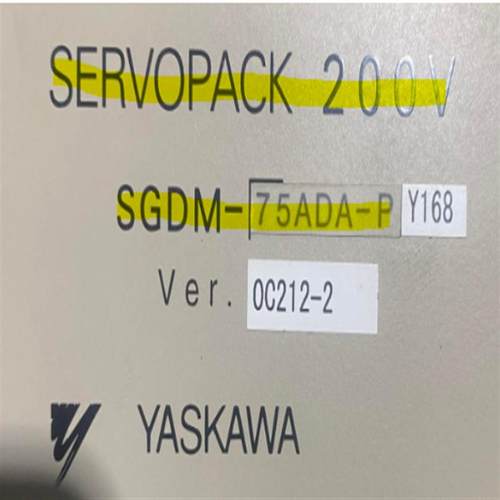 SERVOPACK 200V
SGDM-75ADA-P Y168
Ver. 0C212-2
YASKAWA